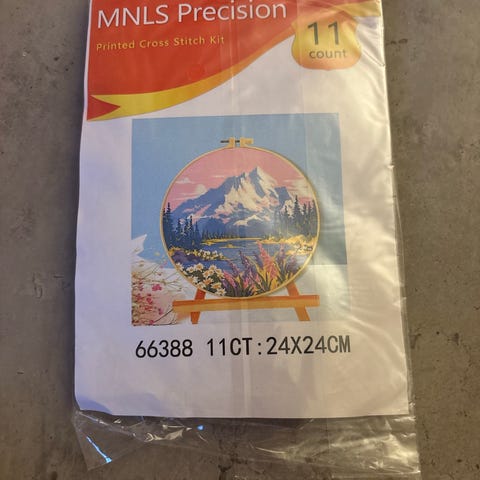 MNLS Precision
Printed Cross Stitch Kit
11
count
66388 11CT:24X24CM